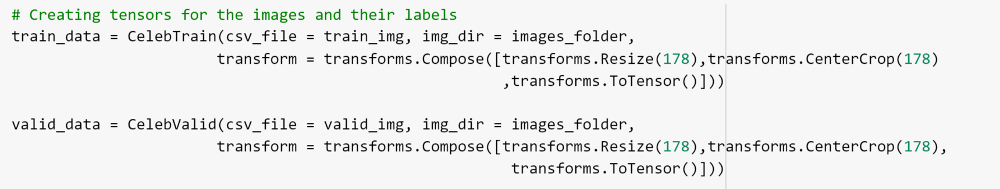 # Creating tensors for the images and their labels
train_data = CelebTrain(csv_file = train_img, img_dir = images_folder,
transform = transforms.Compose([transforms.Resize(178),transforms.CenterCrop(178)
,transforms.ToTensor()]))
valid_data = CelebValid(csv_file = valid_img, img_dir = images_folder,
transform = transforms.Compose([transforms.Resize(178),transforms.CenterCrop(178),
transforms.ToTensor()]))